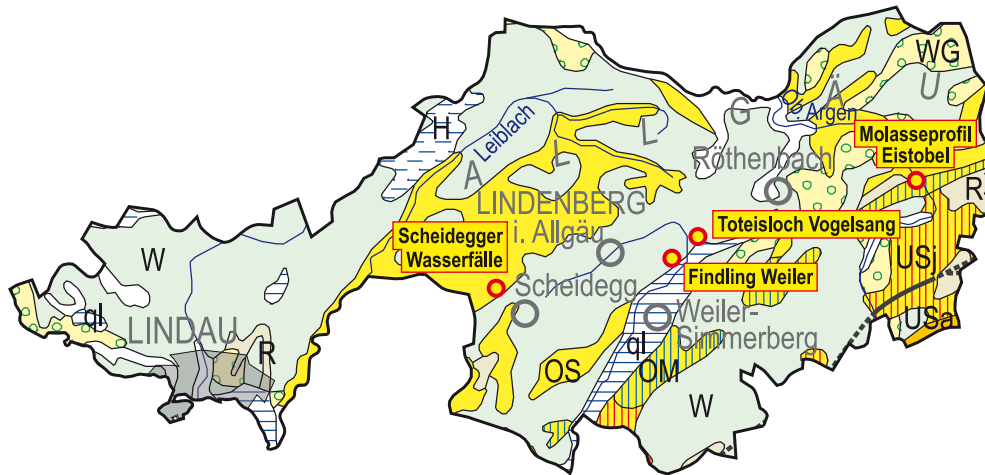 WG
H
Ob. Argen
Leiblach
A L L G Ä U
Molasseprofil
Eistobel
Röthenbach
R
LINDENBERG
i. Allgäu
Toteisloch Vogelsang
Scheidegger
Wasserfälle
W
Findling Weiler
USj
Scheidegg
ql
LINDAU
Weiler-
Simmerberg
USa
R
ql
OS
OM
W